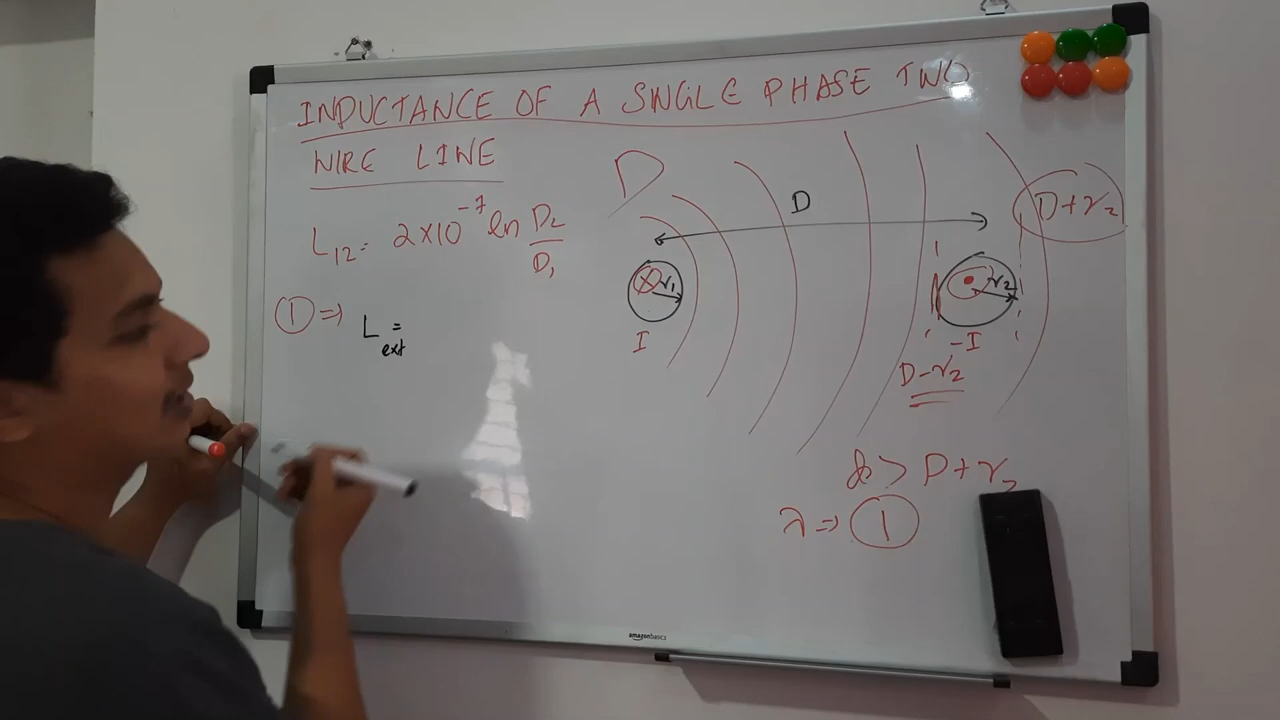 INDUCTANCE OF A SINGLE PHASE TWO
WIRE LINE
L12 = 2×10^-7 ln D2/D1
① ⇒ Lext =
D
D
D+r2
r1
r2
I
-I
D-r2
x > D+r2
λ ⇒ ①
amazonbasics